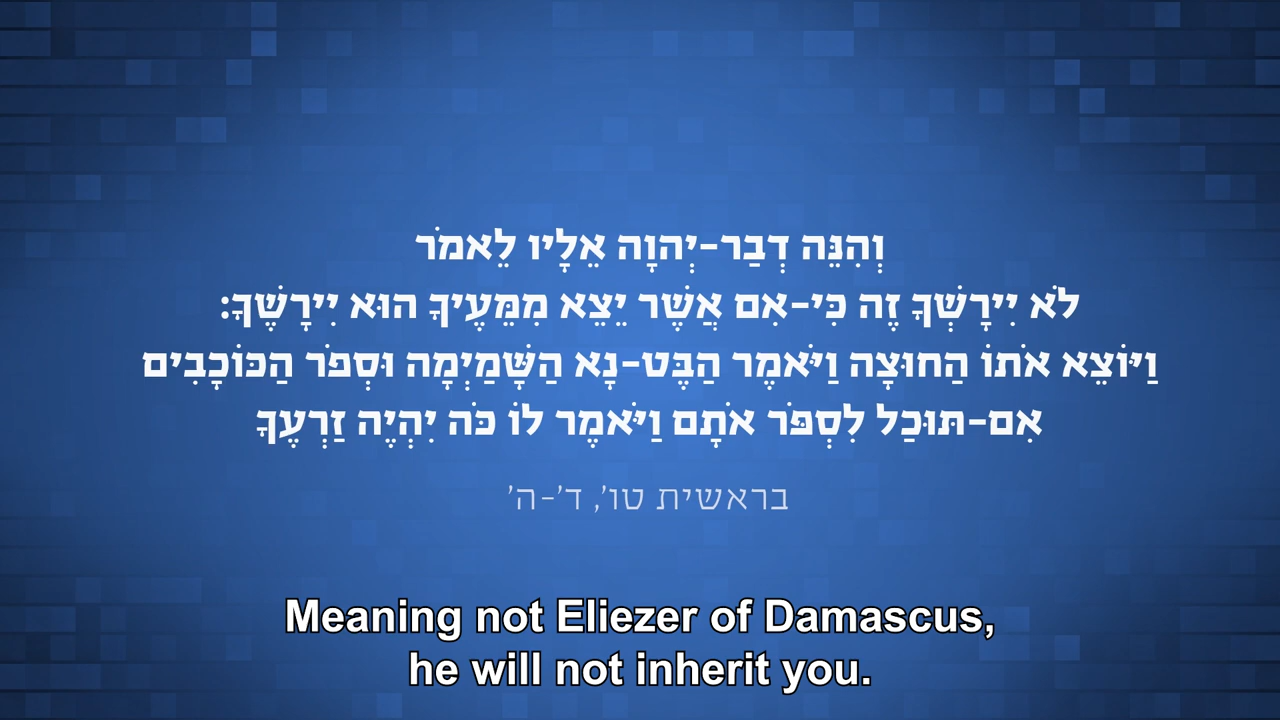 וְהִנֵּה דְבַר-יְהוָה אֵלָיו לֵאמֹר
לֹא יִירָשְׁךָ זֶה כִּי-אִם אֲשֶׁר יֵצֵא מִמֵּעֶיךָ הוּא יִירָשֶׁךָ:
וַיּוֹצֵא אֹתוֹ הַחוּצָה וַיֹּאמֶר הַבֶּט-נָא הַשָּׁמַיְמָה וּסְפֹר הַכּוֹכָבִים
אִם-תּוּכַל לִסְפֹּר אֹתָם וַיֹּאמֶר לוֹ כֹּה יִהְיֶה זַרְעֶךָ
בראשית טו', ד'-ה'
Meaning not Eliezer of Damascus,
he will not inherit you.